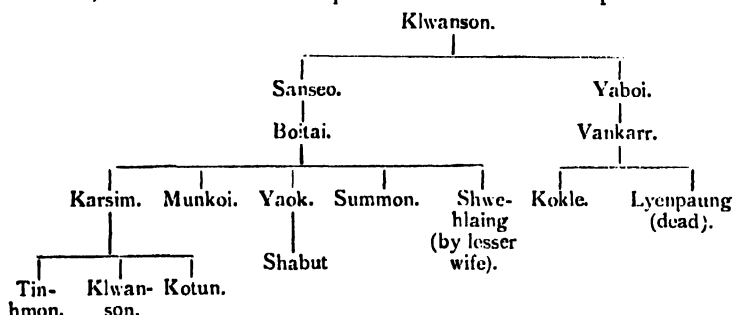 Klwanson.
Sanseo. Yaboi.
Boitai. Vankarr.
Karsim. Munkoi. Yaok. Summon. Shwe- Kokle. Lyenpaung
hlaing (dead).
(by lesser
Shabut wife).
Tin- Klwan- Kotun.
hmon. son.